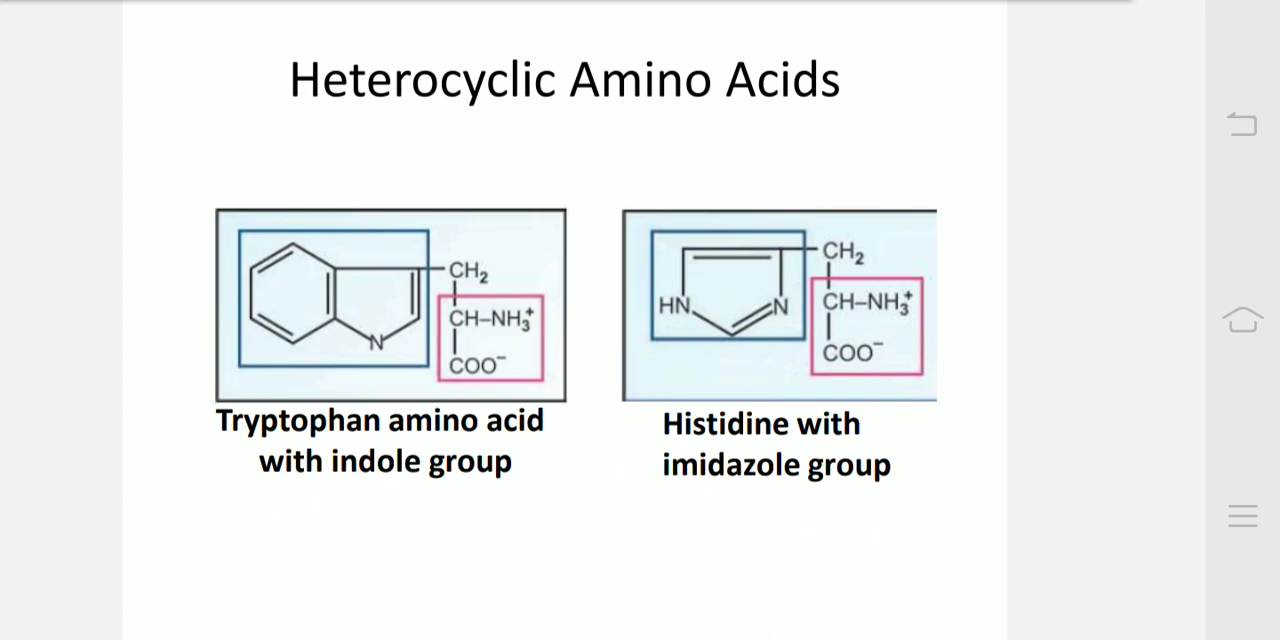 Heterocyclic Amino Acids
CH₂
CH–NH₃⁺
COO⁻
N
Tryptophan amino acid
with indole group
CH₂
HN
N
CH–NH₃⁺
COO⁻
Histidine with
imidazole group